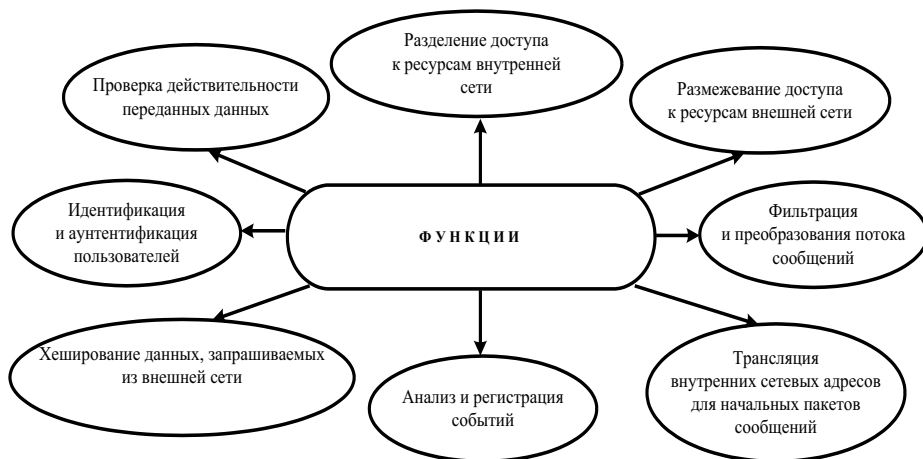 Разделение доступа
к ресурсам внутренней
сети
Проверка действительности
переданных данных
Размежевание доступа
к ресурсам внешней сети
Идентификация
и аунтентификация
пользователей
ФУНКЦИИ
Фильтрация
и преобразования потока
сообщений
Хеширование данных, запрашиваемых
из внешней сети
Анализ и регистрация
событий
Трансляция
внутренних сетевых адресов
для начальных пакетов
сообщений